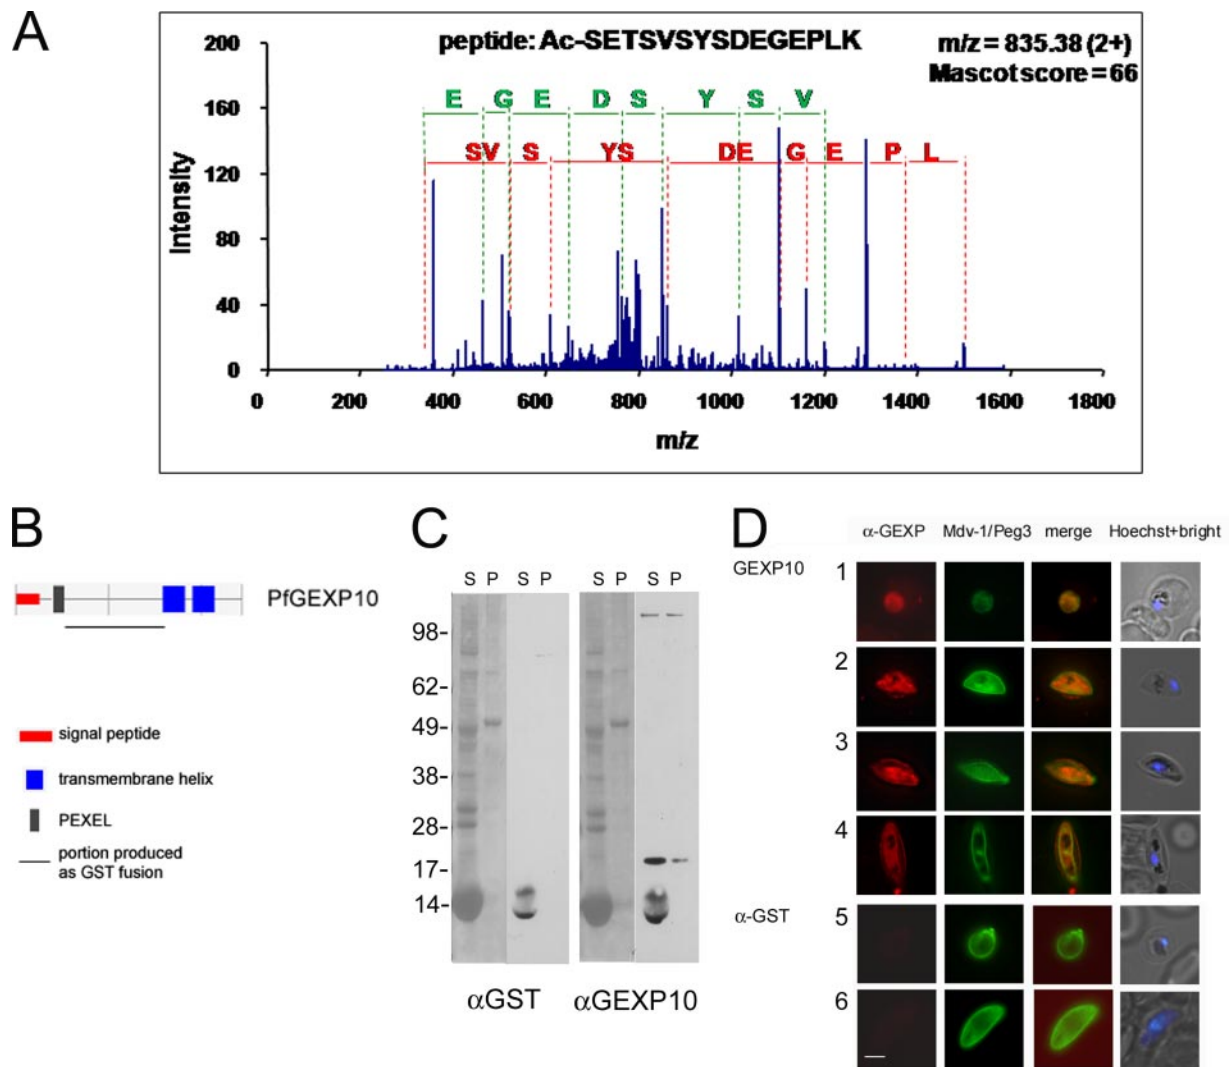 A
peptide: Ac-SETSVSYSDEGEPLK
m/z = 835.38 (2+)
Mascot score = 66
E G E D S Y S V
SV S YS DE G E P L
Intensity
200
160
120
80
40
0
0 200 400 600 800 1000 1200 1400 1600 1800
m/z
B
PfGEXP10
signal peptide
transmembrane helix
PEXEL
portion produced
as GST fusion
C
S P S P S P S P
98-
62-
49-
38-
28-
17-
14-
αGST αGEXP10
D
α-GEXP Mdv-1/Peg3 merge Hoechst+bright
GEXP10
1
2
3
4
α-GST
5
6